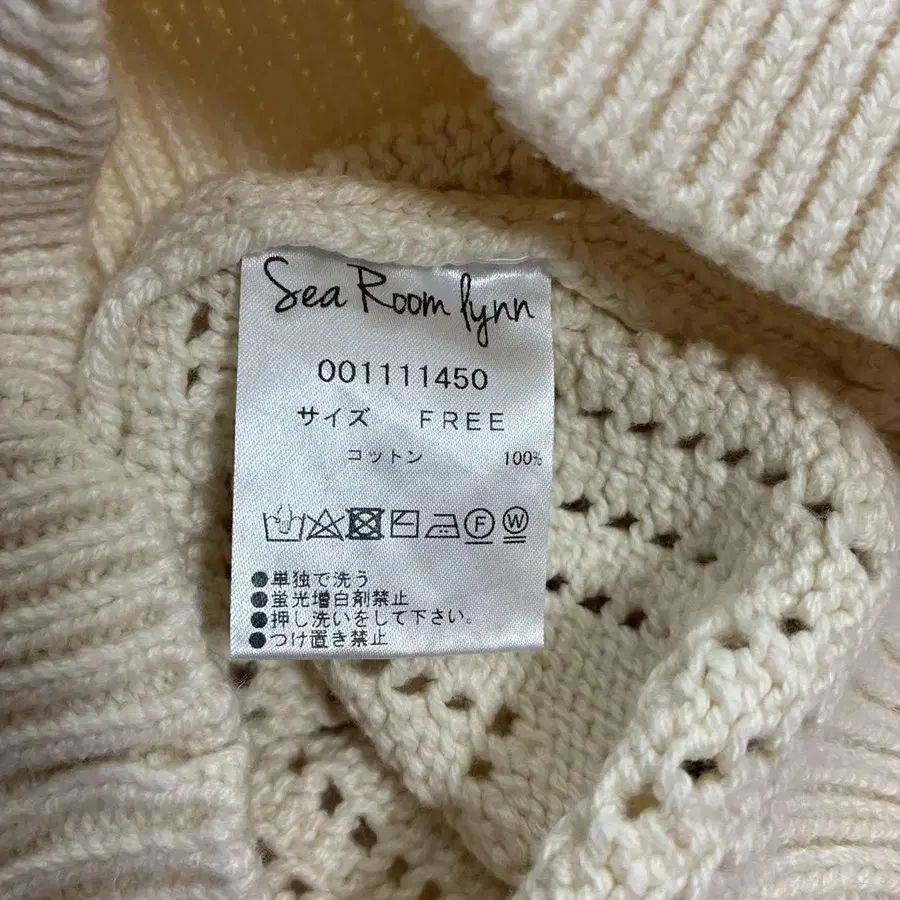 Sea Room lynn
001111450
サイズ FREE
コットン 100%
F W
●単独で洗う
●蛍光増白剤禁止
●押し洗いをして下さい。
●つけ置き禁止